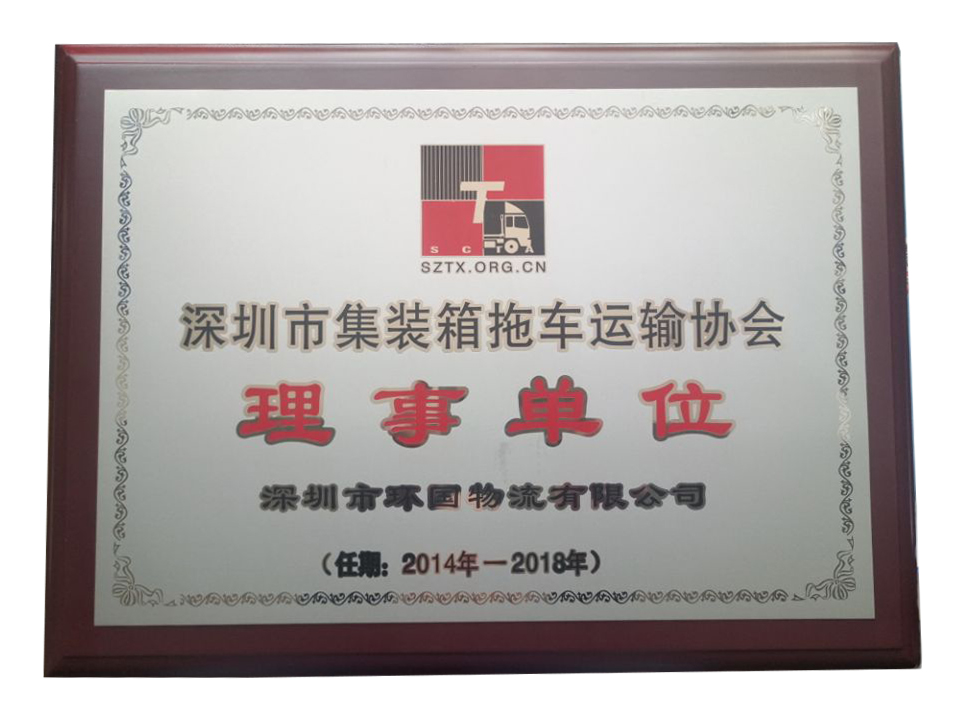 SCTA
SZTX.ORG.CN
深圳市集装箱拖车运输协会
理事单位
深圳市环国物流有限公司
（任期：2014年－2018年）